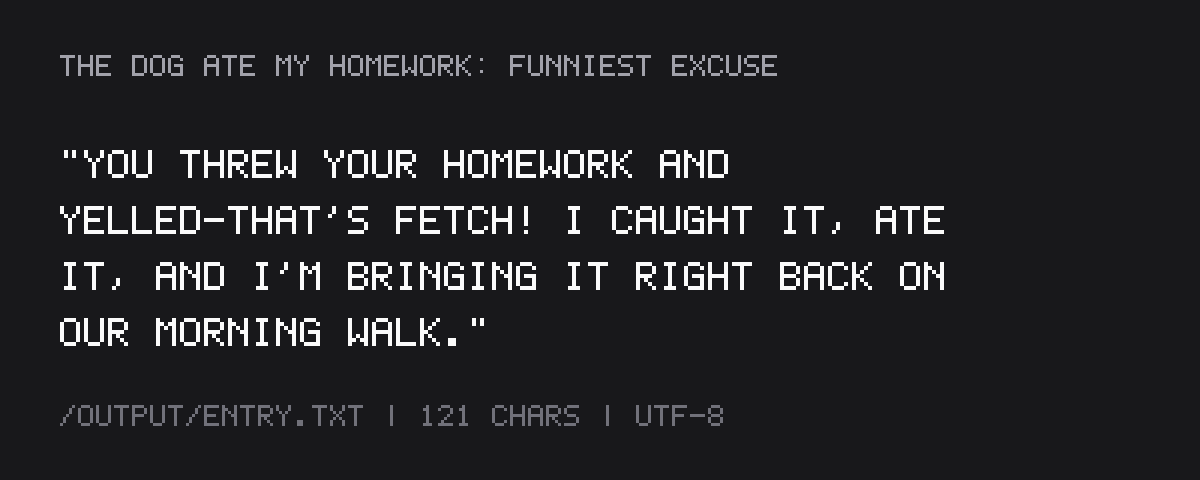 THE DOG ATE MY HOMEWORK: FUNNIEST EXCUSE
"YOU THREW YOUR HOMEWORK AND
YELLED—THAT'S FETCH! I CAUGHT IT, ATE
IT, AND I'M BRINGING IT RIGHT BACK ON
OUR MORNING WALK."
/OUTPUT/ENTRY.TXT | 121 CHARS | UTF-8